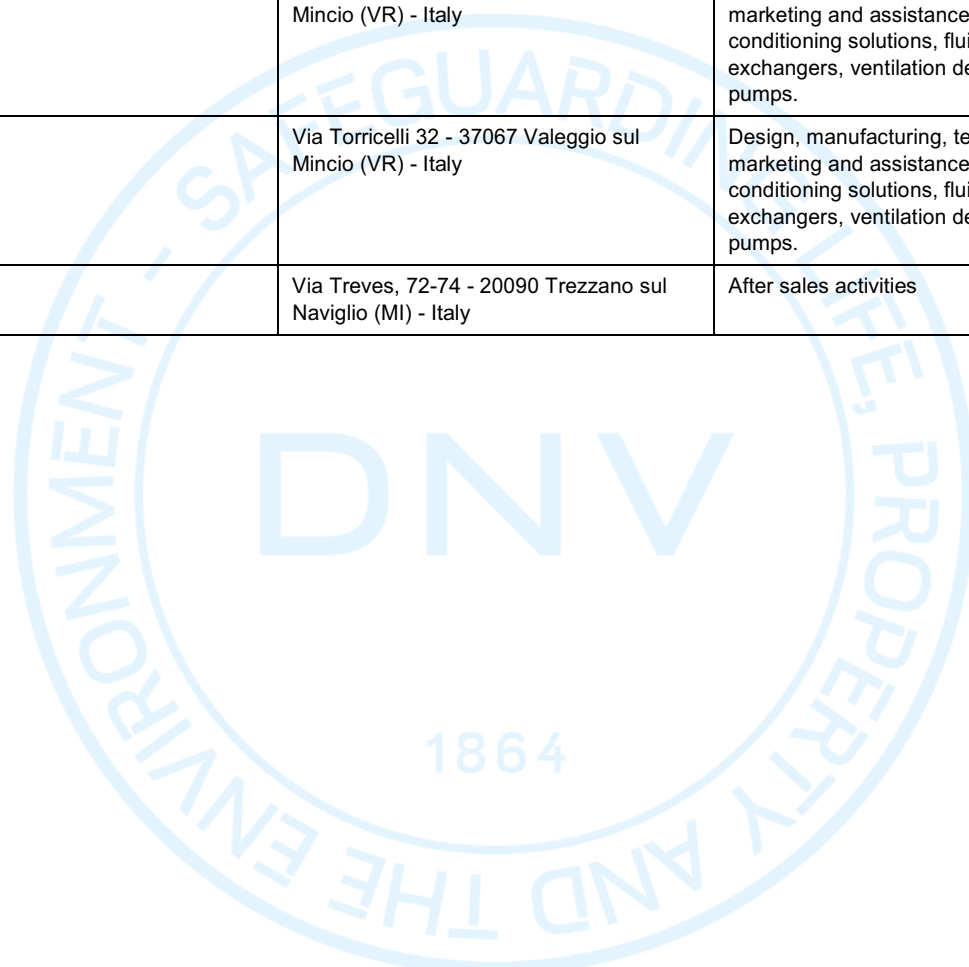 Mincio (VR) - Italy
marketing and assistance
conditioning solutions,
exchangers, ventilation
pumps.
Via Torricelli 32 - 37067 Valeggio sul
Mincio (VR) - Italy
Design, manufacturing,
marketing and assistance
conditioning solutions,
exchangers, ventilation
pumps.
Via Treves, 72-74 - 20090 Trezzano sul
Naviglio (MI) - Italy
After sales activities
SAFEGUARDING LIFE, PROPERTY AND THE ENVIRONMENT -
DNV
1864